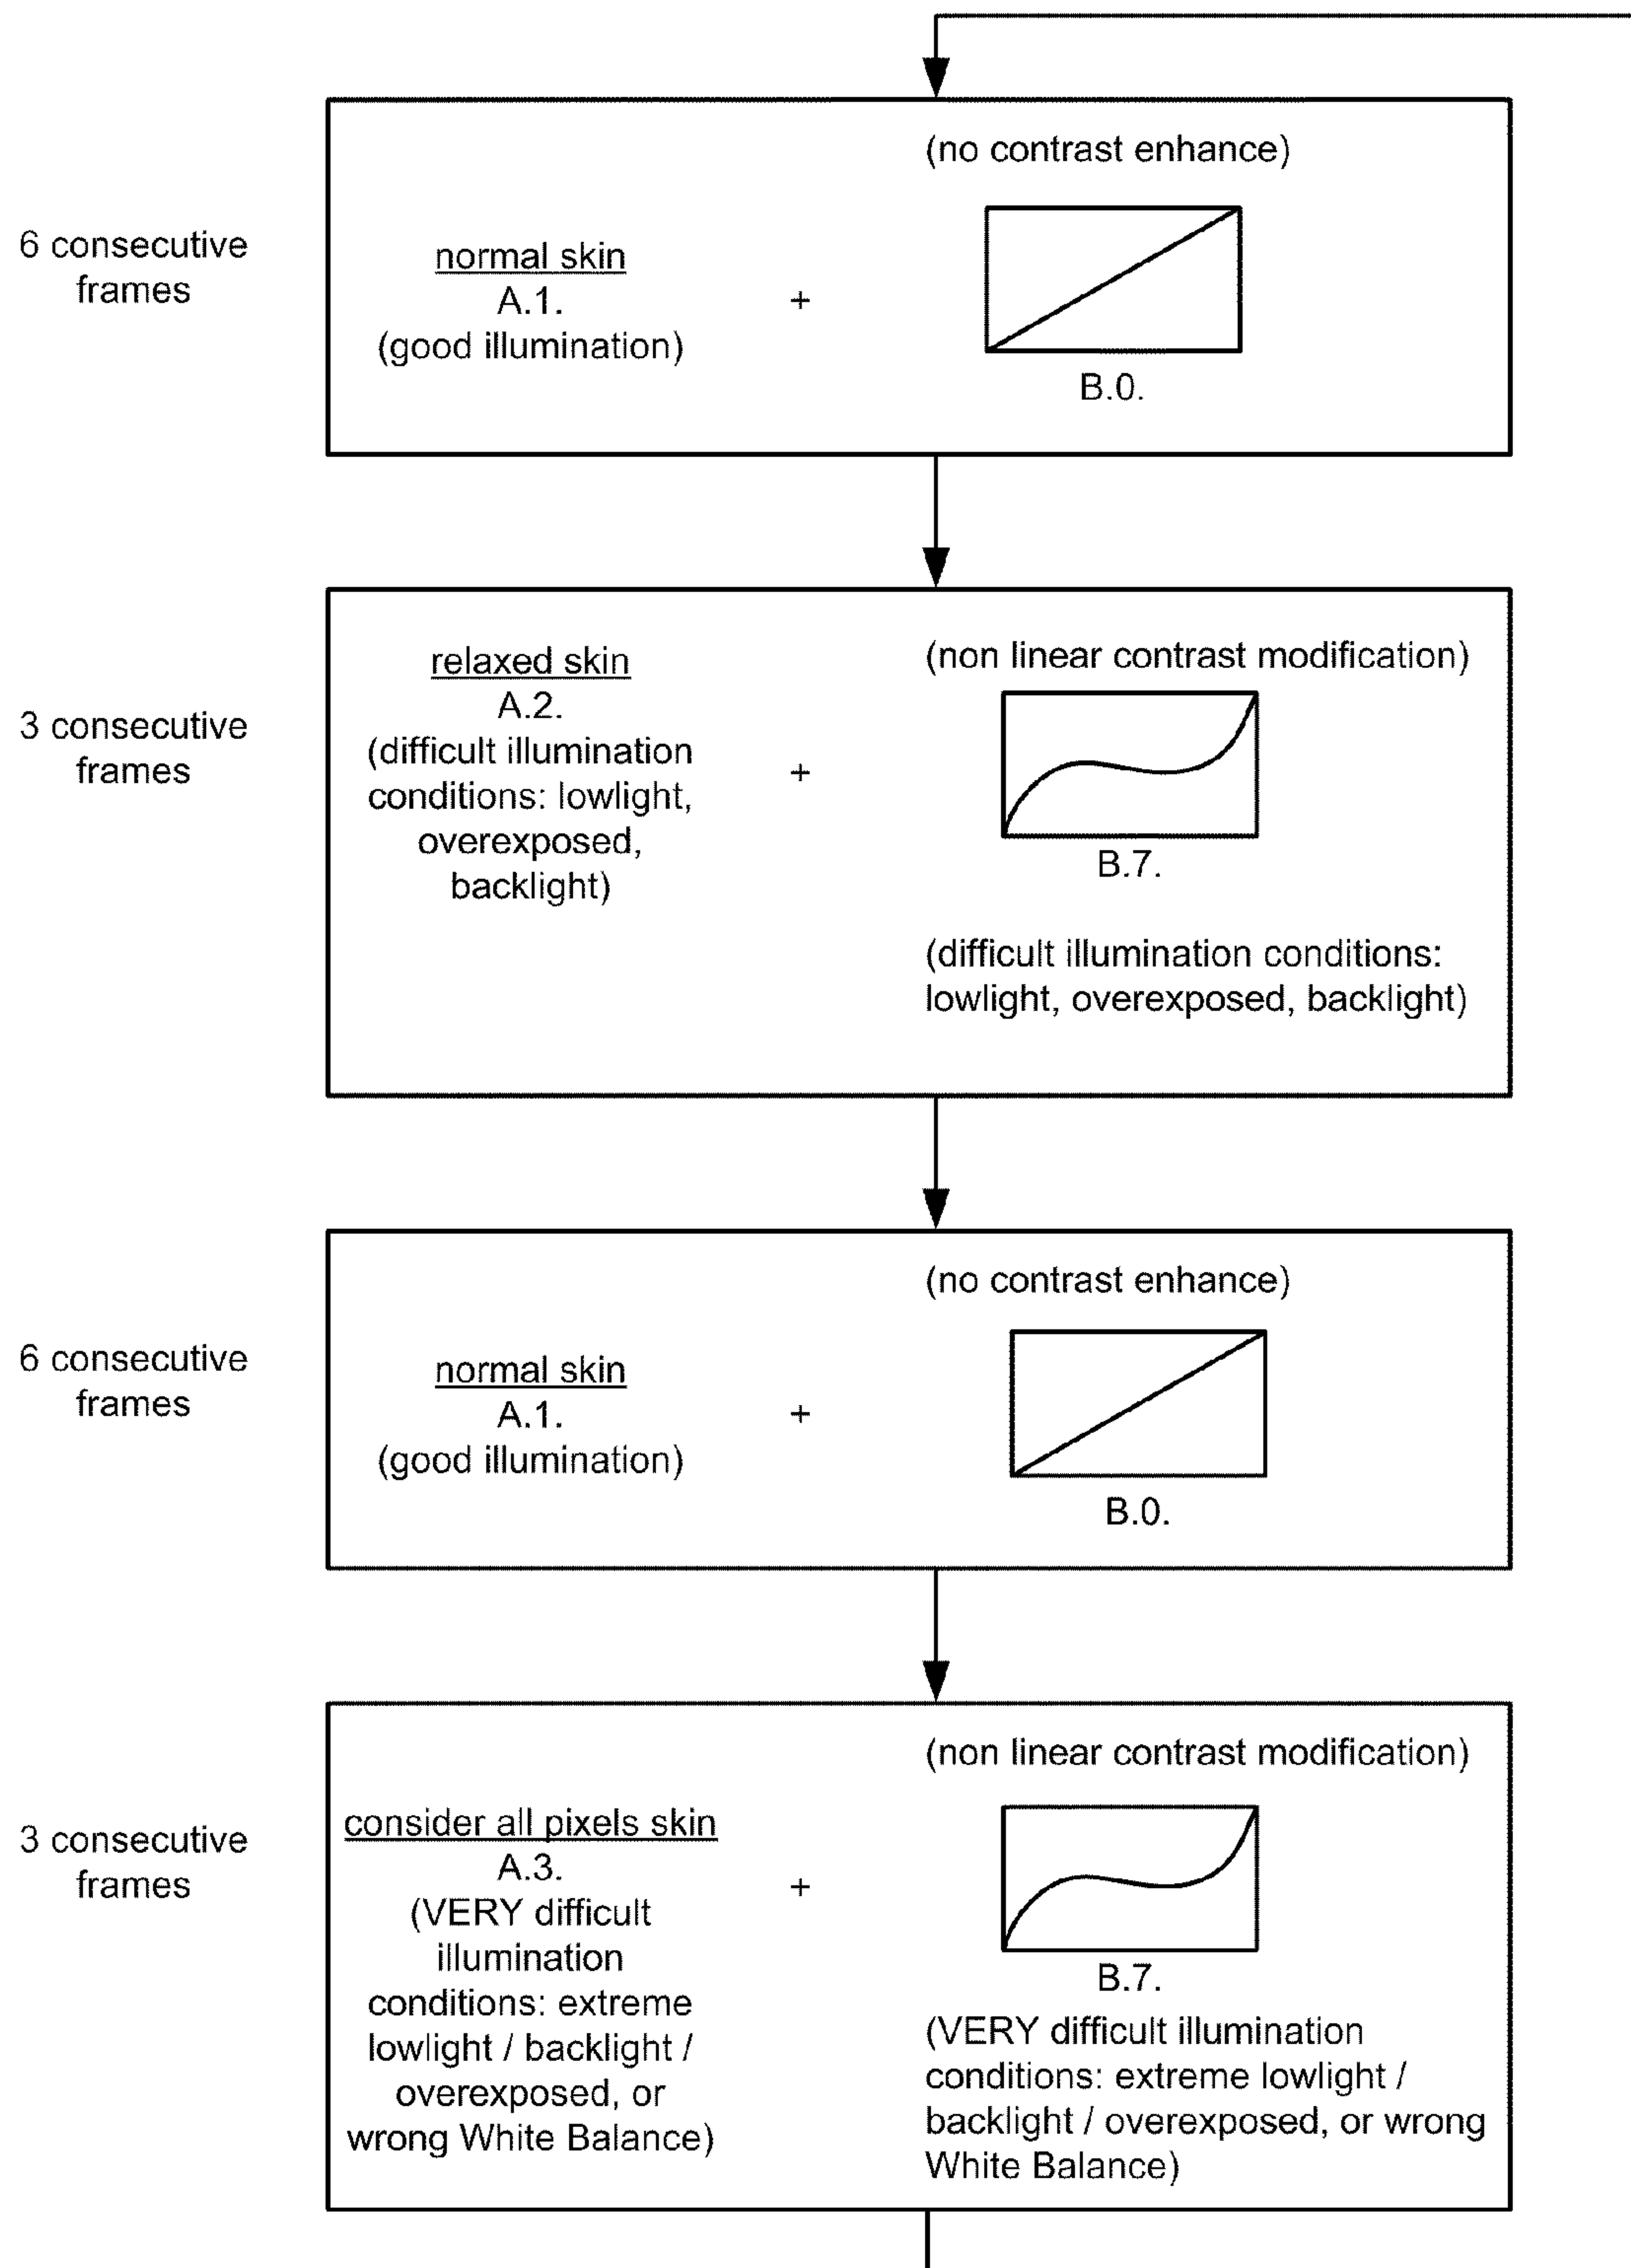 (no contrast enhance)
6 consecutive
frames
normal skin
A.1.
(good illumination)
+
B.0.
3 consecutive
frames
relaxed skin
A.2.
(difficult illumination
conditions: lowlight,
overexposed,
backlight)
+
(non linear contrast modification)
B.7.
(difficult illumination conditions:
lowlight, overexposed, backlight)
6 consecutive
frames
normal skin
A.1.
(good illumination)
+
(no contrast enhance)
B.0.
3 consecutive
frames
consider all pixels skin
A.3.
(VERY difficult
illumination
conditions: extreme
lowlight / backlight /
overexposed, or
wrong White Balance)
+
(non linear contrast modification)
B.7.
(VERY difficult illumination
conditions: extreme lowlight /
backlight / overexposed, or wrong
White Balance)